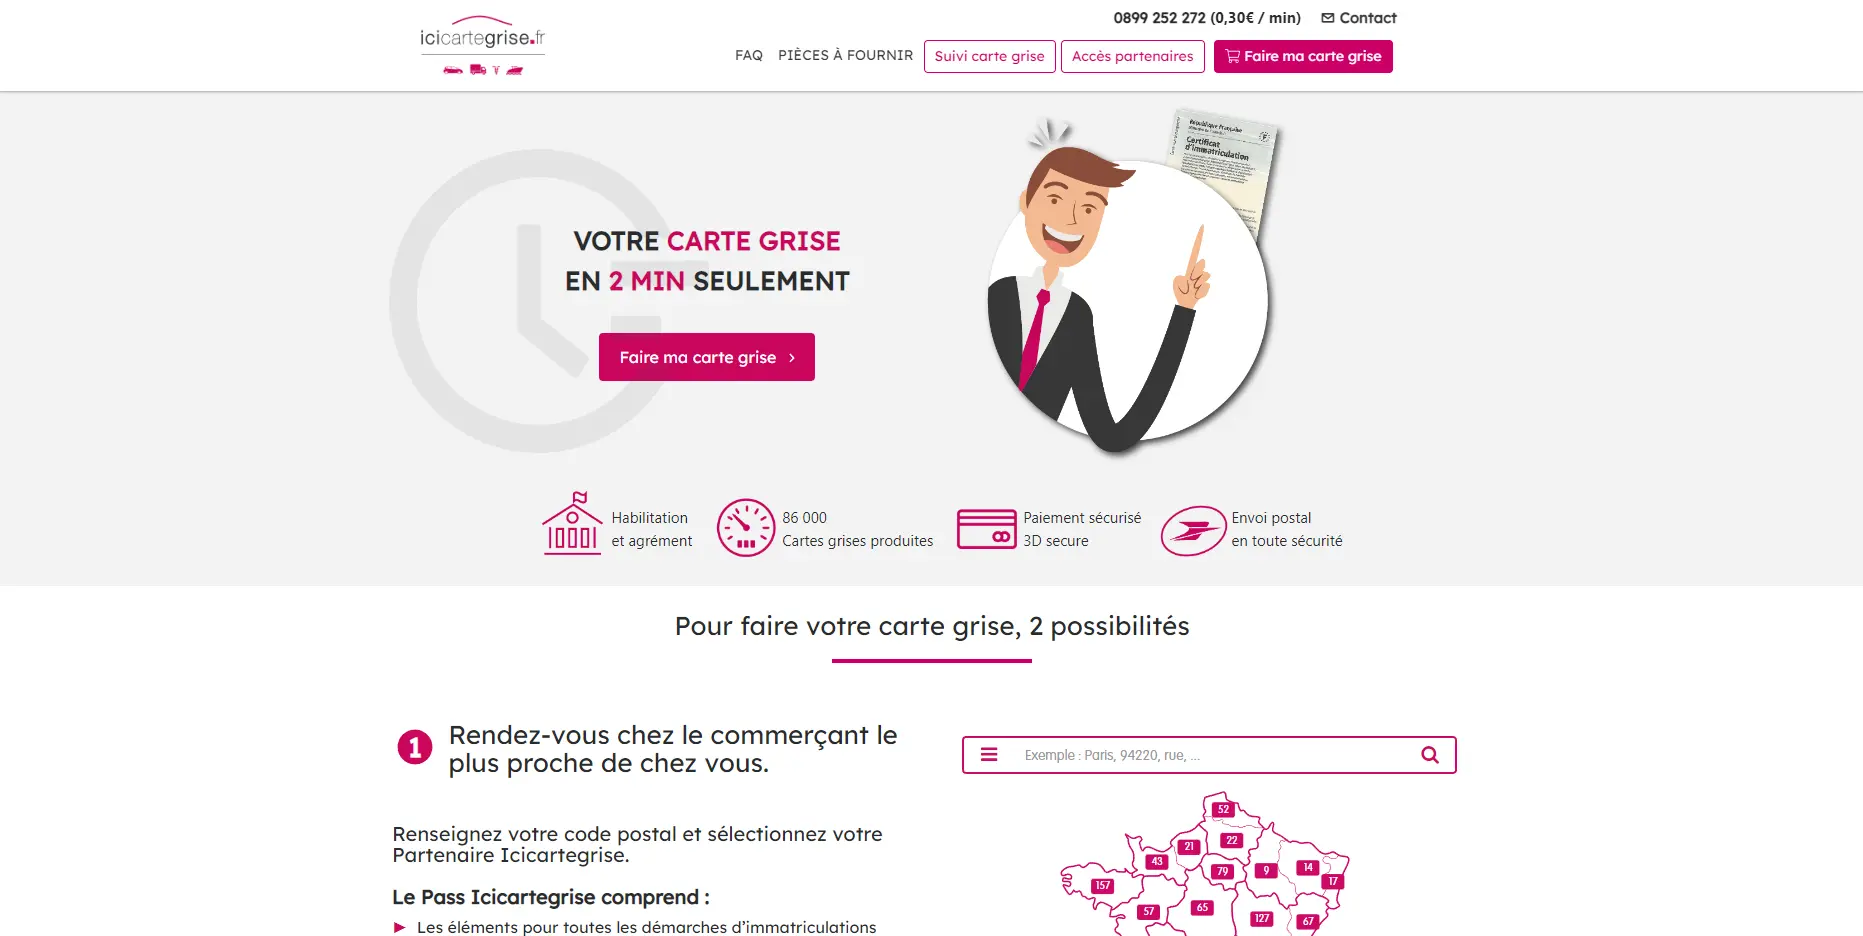 icicartegrise.fr
0899 252 272 (0,30€ / min) Contact
FAQ PIÈCES À FOURNIR Suivi carte grise Accès partenaires Faire ma carte grise
VOTRE CARTE GRISE
EN 2 MIN SEULEMENT
Faire ma carte grise
République Française
Certificat
d'immatriculation
Habilitation
et agrément
86 000
Cartes grises produites
Paiement sécurisé
3D secure
Envoi postal
en toute sécurité
Pour faire votre carte grise, 2 possibilités
1
Rendez-vous chez le commerçant le
plus proche de chez vous.
Renseignez votre code postal et sélectionnez votre
Partenaire Icicartegrise.
Le Pass Icicartegrise comprend :
Les éléments pour toutes les démarches d’immatriculations
Exemple : Paris, 94220, rue, ...
52
22
21
43
79
9
14
17
157
57
65
127
67